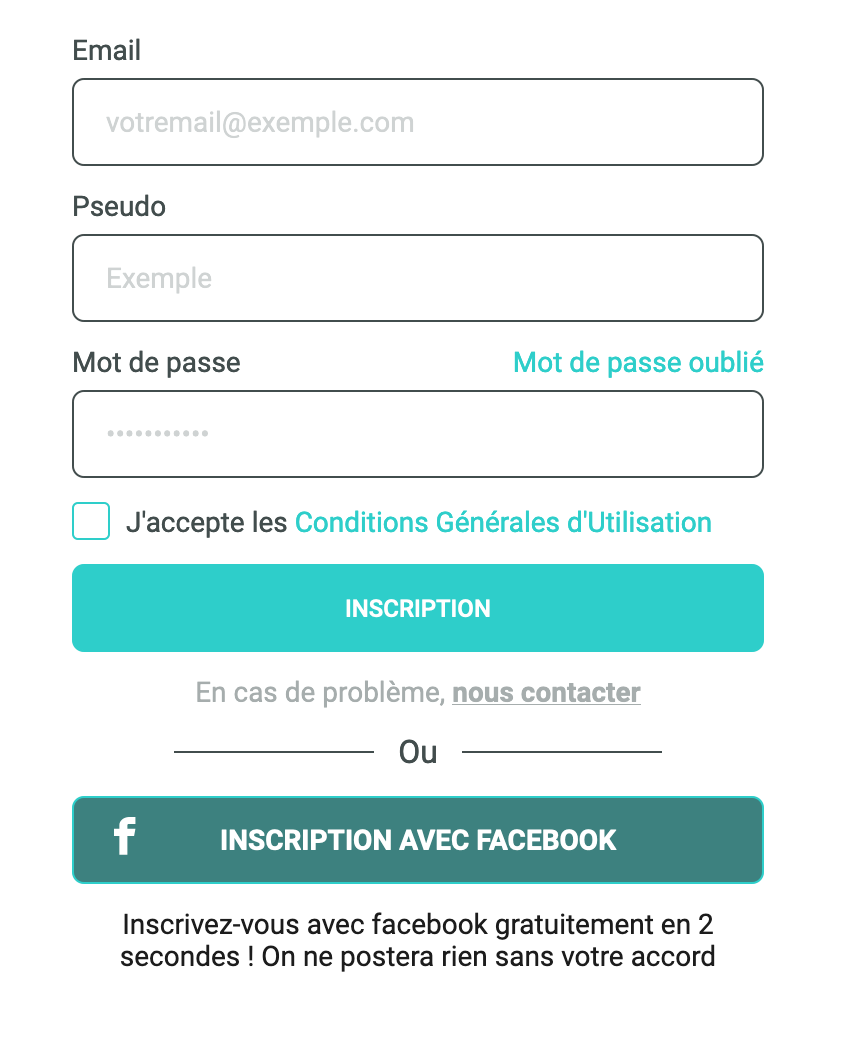 Email
votremail@exemple.com
Pseudo
Exemple
Mot de passe
Mot de passe oublié
•••••••••••
J'accepte les Conditions Générales d'Utilisation
INSCRIPTION
En cas de problème, nous contacter
Ou
f
INSCRIPTION AVEC FACEBOOK
Inscrivez-vous avec facebook gratuitement en 2
secondes ! On ne postera rien sans votre accord